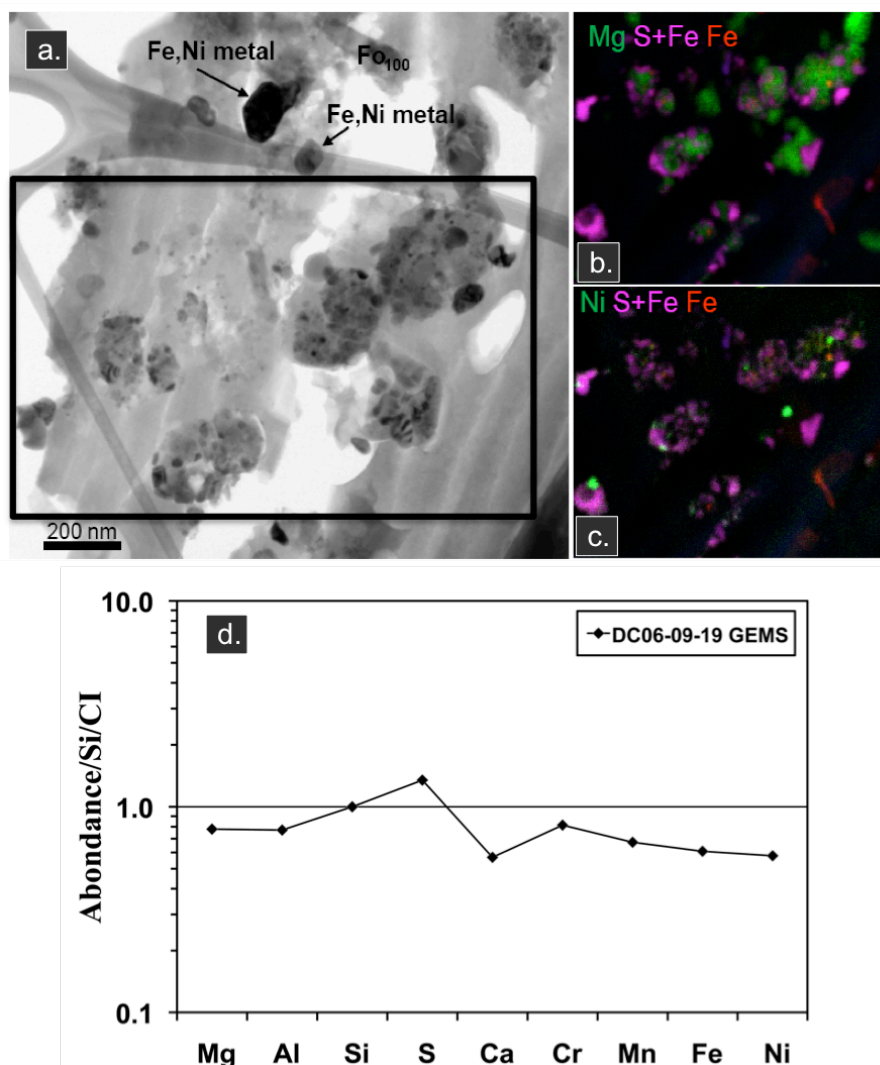 a.
Fe,Ni metal
Fo100
Fe,Ni metal
200 nm
Mg S+Fe Fe
b.
Ni S+Fe Fe
c.
d.
10.0
1.0
0.1
Abondance/Si/CI
DC06-09-19 GEMS
Mg Al Si S Ca Cr Mn Fe Ni